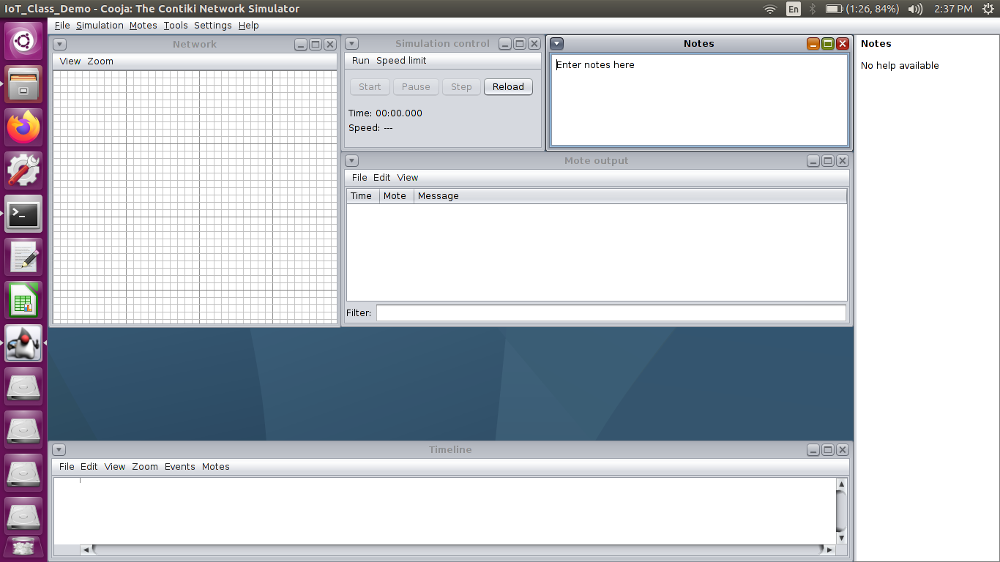 IoT_Class_Demo - Cooja: The Contiki Network Simulator
En
(1:26, 84%)
2:37 PM
File Simulation Motes Tools Settings Help
Network
View Zoom
Simulation control
Run Speed limit
Start Pause Step Reload
Time: 00:00.000
Speed: ---
Notes
Enter notes here
Notes
No help available
Mote output
File Edit View
Time Mote Message
Filter:
Timeline
File Edit View Zoom Events Motes